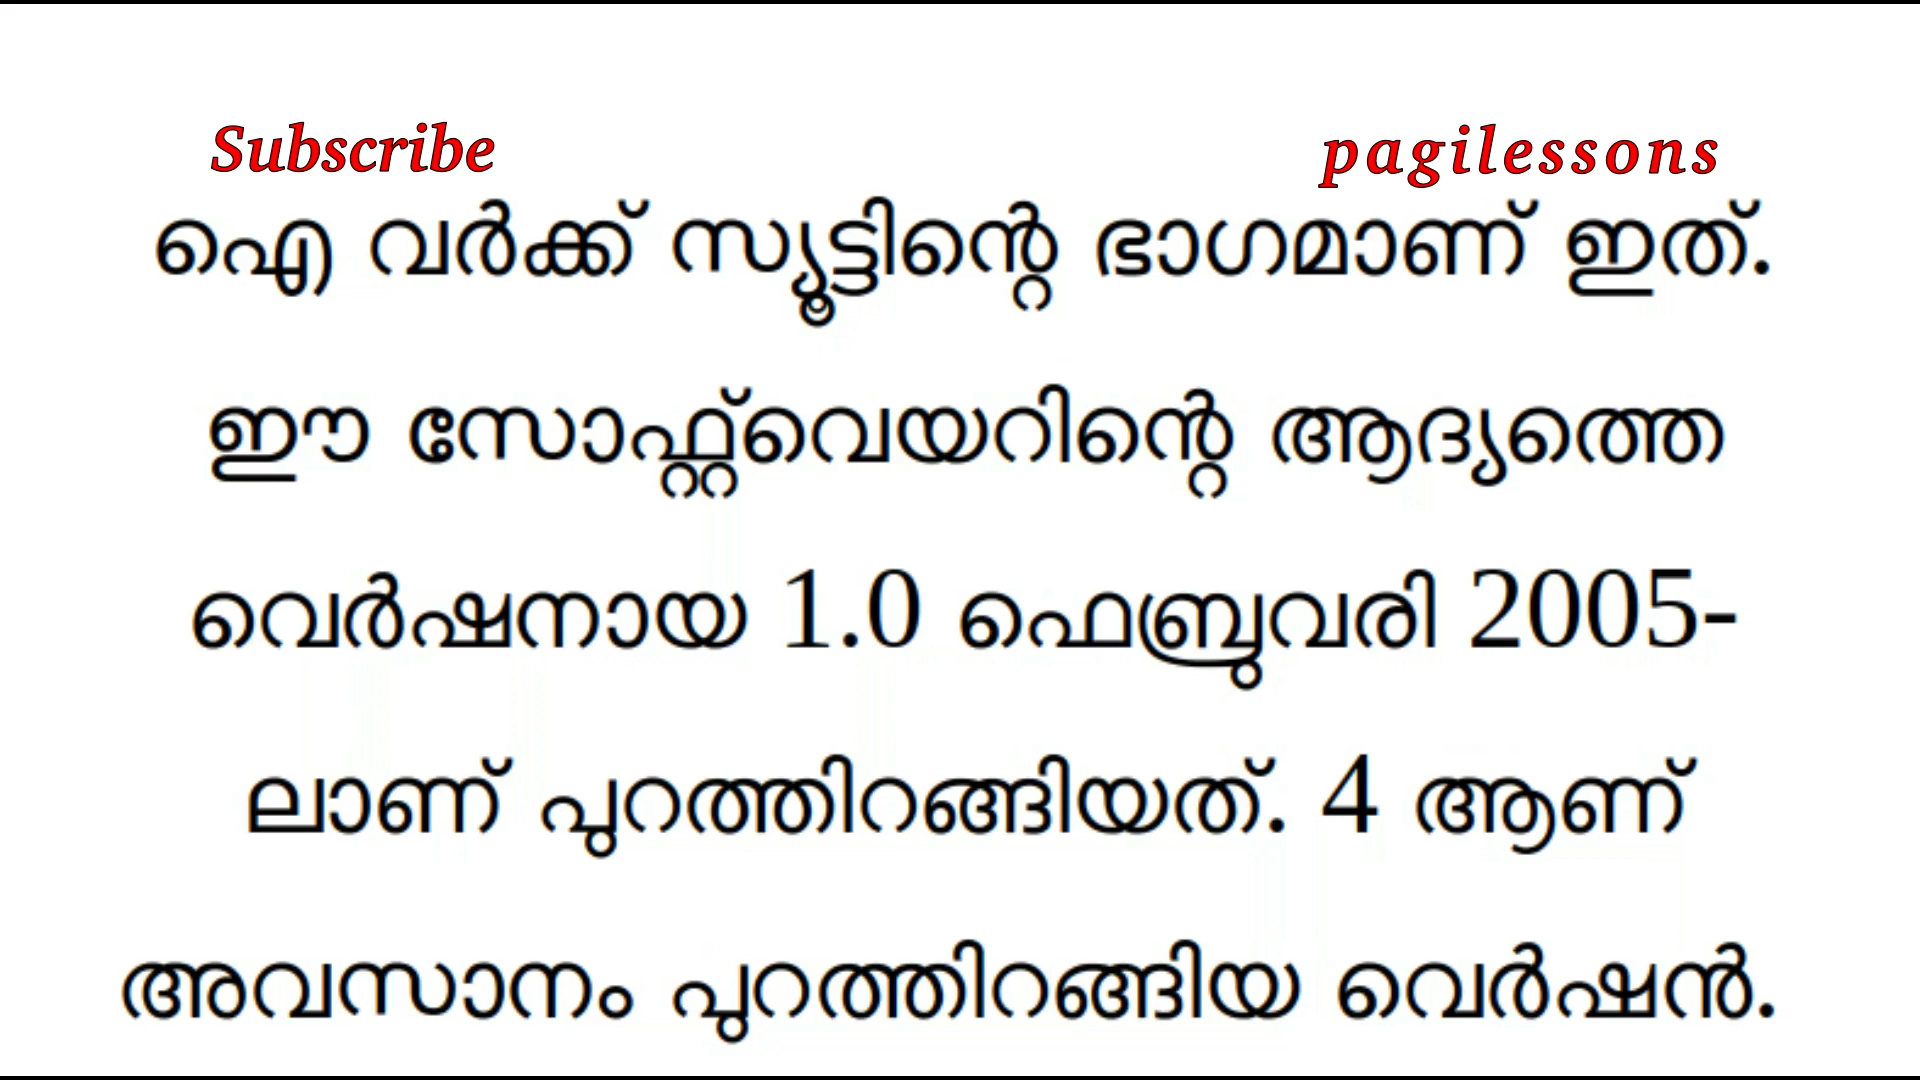 Subscribe pagilessons
ഐ വർക്ക് സ്യൂട്ടിന്റെ ഭാഗമാണ് ഇത്.
ഈ സോഫ്റ്റ്‌വെയറിന്റെ ആദ്യത്തെ
വെർഷനായ 1.0 ഫെബ്രുവരി 2005-
ലാണ് പുറത്തിറങ്ങിയത്. 4 ആണ്
അവസാനം പുറത്തിറങ്ങിയ വെർഷൻ.